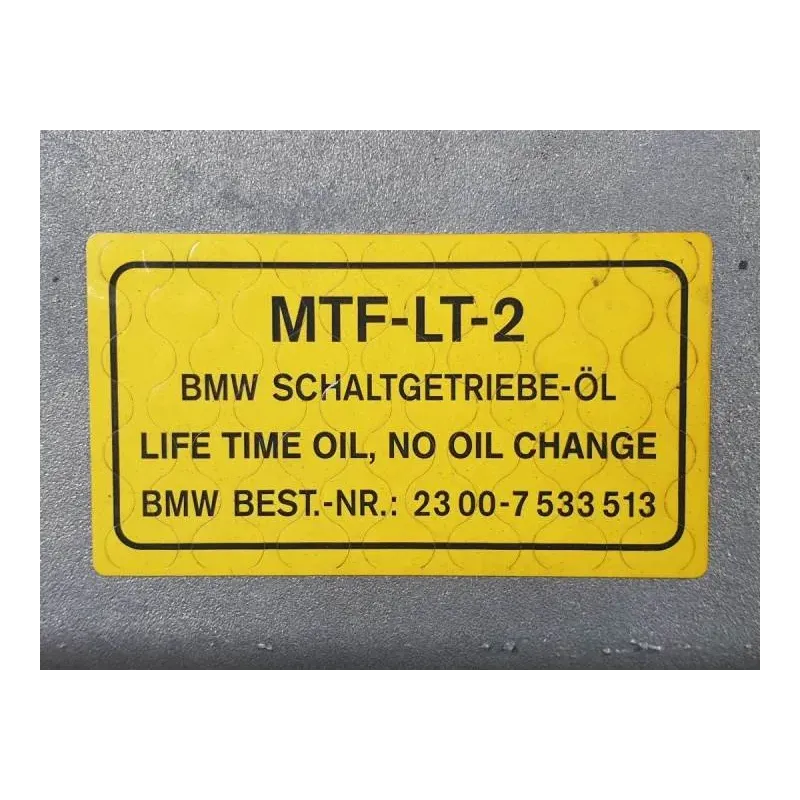 MTF-LT-2
BMW SCHALTGETRIEBE-ÖL
LIFE TIME OIL, NO OIL CHANGE
BMW BEST.-NR.: 23 00-7 533 513